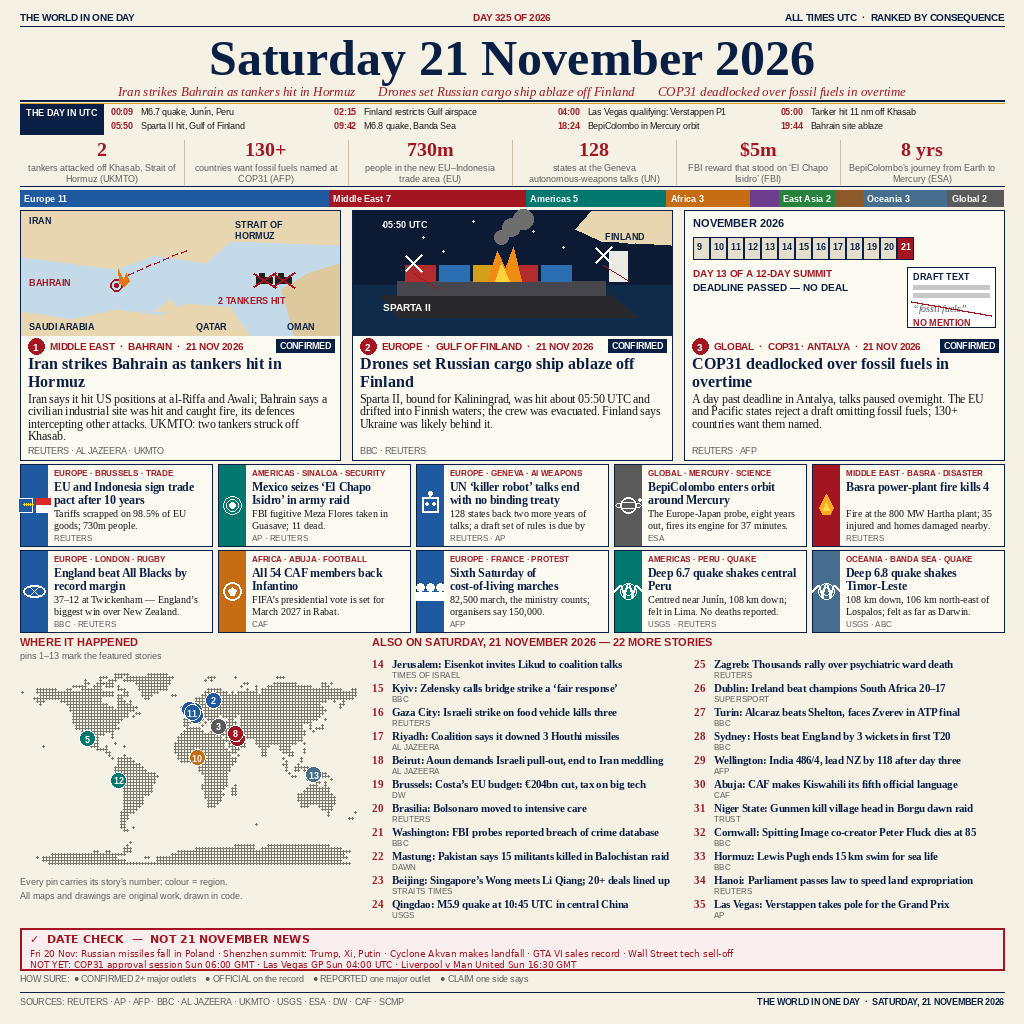 THE WORLD IN ONE DAY
DAY 325 OF 2026
ALL TIMES UTC · RANKED BY CONSEQUENCE
Saturday 21 November 2026
Iran strikes Bahrain as tankers hit in Hormuz Drones set Russian cargo ship ablaze off Finland COP31 deadlocked over fossil fuels in overtime
THE DAY IN UTC
00:09 M6.7 quake, Junín, Peru
02:15 Finland restricts Gulf airspace
04:00 Las Vegas qualifying: Verstappen P1
05:00 Tanker hit 11 nm off Khasab
05:50 Sparta II hit, Gulf of Finland
09:42 M6.8 quake, Banda Sea
18:24 BepiColombo in Mercury orbit
19:44 Bahrain site ablaze
2
tankers attacked off Khasab, Strait of
Hormuz (UKMTO)
130+
countries want fossil fuels named at
COP31 (AFP)
730m
people in the new EU–Indonesia
trade area (EU)
128
states at the Geneva
autonomous-weapons talks (UN)
$5m
FBI reward that stood on ‘El Chapo
Isidro’ (FBI)
8 yrs
BepiColombo's journey from Earth to
Mercury (ESA)
Europe 11
Middle East 7
Americas 5
Africa 3
East Asia 2
Oceania 3
Global 2
IRAN
STRAIT OF
HORMUZ
BAHRAIN
2 TANKERS HIT
SAUDI ARABIA
QATAR
OMAN
1 MIDDLE EAST · BAHRAIN · 21 NOV 2026 CONFIRMED
Iran strikes Bahrain as tankers hit in
Hormuz
Iran says it hit US positions at al-Riffa and Awali; Bahrain says a
civilian industrial site was hit and caught fire, its defences
intercepting other attacks. UKMTO: two tankers struck off
Khasab.
REUTERS · AL JAZEERA · UKMTO
05:50 UTC
FINLAND
SPARTA II
2 EUROPE · GULF OF FINLAND · 21 NOV 2026 CONFIRMED
Drones set Russian cargo ship ablaze off
Finland
Sparta II, bound for Kaliningrad, was hit about 05:50 UTC and
drifted into Finnish waters; the crew was evacuated. Finland says
Ukraine was likely behind it.
BBC · REUTERS
NOVEMBER 2026
9 10 11 12 13 14 15 16 17 18 19 20 21
DAY 13 OF A 12-DAY SUMMIT
DEADLINE PASSED — NO DEAL
DRAFT TEXT
“fossil fuels”
NO MENTION
3 GLOBAL · COP31 · ANTALYA · 21 NOV 2026 CONFIRMED
COP31 deadlocked over fossil fuels in
overtime
A day past deadline in Antalya, talks paused overnight. The EU
and Pacific states reject a draft omitting fossil fuels; 130+
countries want them named.
REUTERS · AFP
EUROPE · BRUSSELS · TRADE
EU and Indonesia sign trade
pact after 10 years
Tariffs scrapped on 98.5% of EU
goods; 730m people.
REUTERS
AMERICAS · SINALOA · SECURITY
Mexico seizes ‘El Chapo
Isidro’ in army raid
FBI fugitive Meza Flores taken in
Guasave; 11 dead.
AP · REUTERS
EUROPE · GENEVA · AI WEAPONS
UN ‘killer robot’ talks end
with no binding treaty
128 states back two more years of
talks; a draft set of rules is due by
REUTERS · AP
GLOBAL · MERCURY · SCIENCE
BepiColombo enters orbit
around Mercury
The Europe-Japan probe, eight years
out, fires its engine for 37 minutes.
ESA
MIDDLE EAST · BASRA · DISASTER
Basra power-plant fire kills 4
Fire at the 800 MW Hartha plant; 35
injured and homes damaged nearby.
REUTERS
EUROPE · LONDON · RUGBY
England beat All Blacks by
record margin
37–12 at Twickenham — England's
biggest win over New Zealand.
BBC · REUTERS
AFRICA · ABUJA · FOOTBALL
All 54 CAF members back
Infantino
FIFA's presidential vote is set for
March 2027 in Rabat.
CAF
EUROPE · FRANCE · PROTEST
Sixth Saturday of
cost-of-living marches
82,500 march, the ministry counts;
organisers say 150,000.
AFP
AMERICAS · PERU · QUAKE
Deep 6.7 quake shakes central
Peru
Centred near Junín, 108 km down;
felt in Lima. No deaths reported.
USGS · REUTERS
OCEANIA · BANDA SEA · QUAKE
Deep 6.8 quake shakes
Timor-Leste
108 km down, 106 km north-east of
Lospalos; felt as far as Darwin.
USGS · ABC
WHERE IT HAPPENED
pins 1–13 mark the featured stories
2
11
3
8
5
10
12
13
Every pin carries its story's number; colour = region.
All maps and drawings are original work, drawn in code.
ALSO ON SATURDAY, 21 NOVEMBER 2026 — 22 MORE STORIES
14 Jerusalem: Eisenkot invites Likud to coalition talks
TIMES OF ISRAEL
15 Kyiv: Zelensky calls bridge strike a ‘fair response’
BBC
16 Gaza City: Israeli strike on food vehicle kills three
REUTERS
17 Riyadh: Coalition says it downed 3 Houthi missiles
AL JAZEERA
18 Beirut: Aoun demands Israeli pull-out, end to Iran meddling
AL JAZEERA
19 Brussels: Costa's EU budget: €204bn cut, tax on big tech
DW
20 Brasilia: Bolsonaro moved to intensive care
REUTERS
21 Washington: FBI probes reported breach of crime database
BBC
22 Mastung: Pakistan says 15 militants killed in Balochistan raid
DAWN
23 Beijing: Singapore's Wong meets Li Qiang; 20+ deals lined up
STRAITS TIMES
24 Qingdao: M5.9 quake at 10:45 UTC in central China
USGS
25 Zagreb: Thousands rally over psychiatric ward death
REUTERS
26 Dublin: Ireland beat champions South Africa 20–17
SUPERSPORT
27 Turin: Alcaraz beats Shelton, faces Zverev in ATP final
BBC
28 Sydney: Hosts beat England by 3 wickets in first T20
BBC
29 Wellington: India 486/4, lead NZ by 118 after day three
AFP
30 Abuja: CAF makes Kiswahili its fifth official language
CAF
31 Niger State: Gunmen kill village head in Borgu dawn raid
TRUST
32 Cornwall: Spitting Image co-creator Peter Fluck dies at 85
BBC
33 Hormuz: Lewis Pugh ends 15 km swim for sea life
BBC
34 Hanoi: Parliament passes law to speed land expropriation
REUTERS
35 Las Vegas: Verstappen takes pole for the Grand Prix
AP
✓ DATE CHECK — NOT 21 NOVEMBER NEWS
Fri 20 Nov: Russian missiles fall in Poland · Shenzhen summit: Trump, Xi, Putin · Cyclone Akvan makes landfall · GTA VI sales record · Wall Street tech sell-off
NOT YET: COP31 approval session Sun 06:00 GMT · Las Vegas GP Sun 04:00 UTC · Liverpool v Man United Sun 16:30 GMT
HOW SURE: ● CONFIRMED 2+ major outlets ● OFFICIAL on the record ● REPORTED one major outlet ● CLAIM one side says
SOURCES: REUTERS · AP · AFP · BBC · AL JAZEERA · UKMTO · USGS · ESA · DW · CAF · SCMP
THE WORLD IN ONE DAY · SATURDAY, 21 NOVEMBER 2026